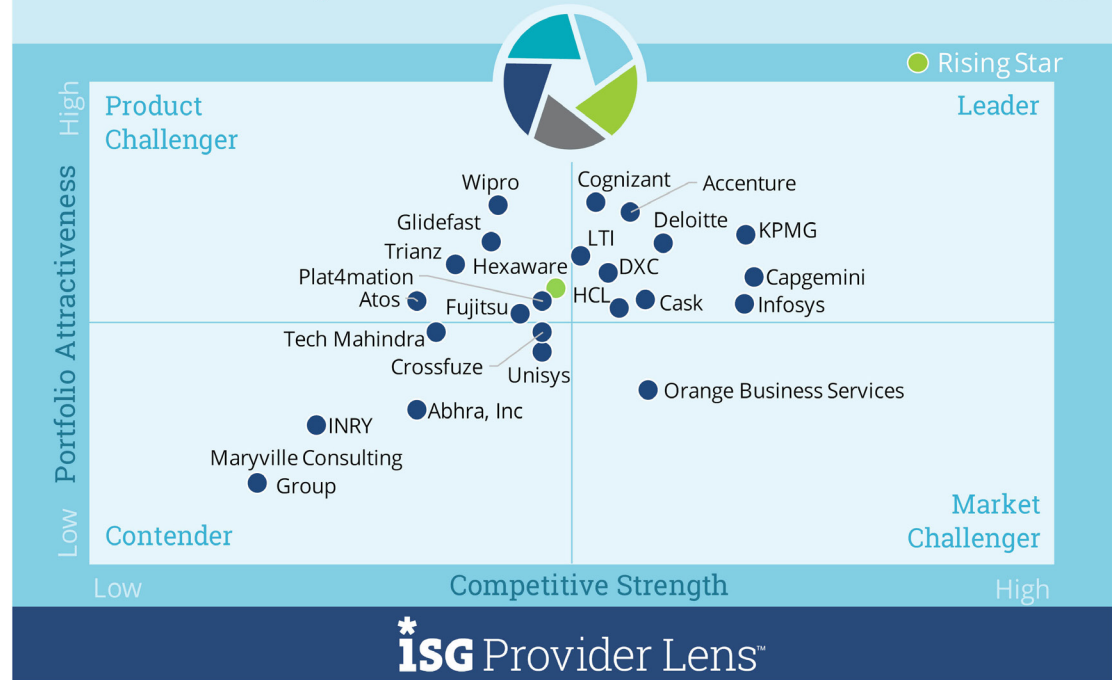 Rising Star
High
Product
Challenger
Leader
Wipro
Cognizant
Accenture
Glidefast
Deloitte
KPMG
Trianz
LTI
Hexaware
DXC
Plat4mation
Capgemini
Atos
HCL
Cask
Infosys
Fujitsu
Tech Mahindra
Crossfuze
Unisys
Orange Business Services
Abhra, Inc
INRY
Maryville Consulting
Group
Portfolio Attractiveness
Low
Contender
Market
Challenger
Low
Competitive Strength
High
*isg Provider Lens™